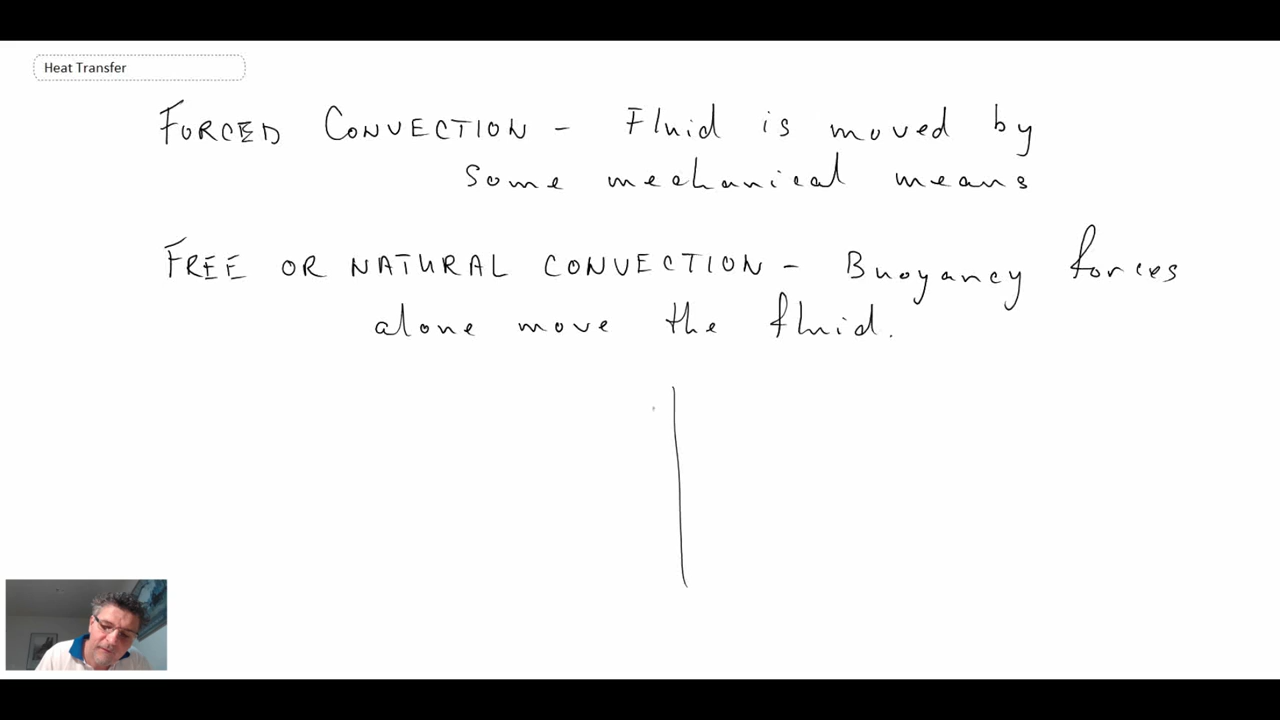 Heat Transfer
FORCED CONVECTION - Fluid is moved by
some mechanical means
FREE OR NATURAL CONVECTION - Buoyancy forces
alone move the fluid.